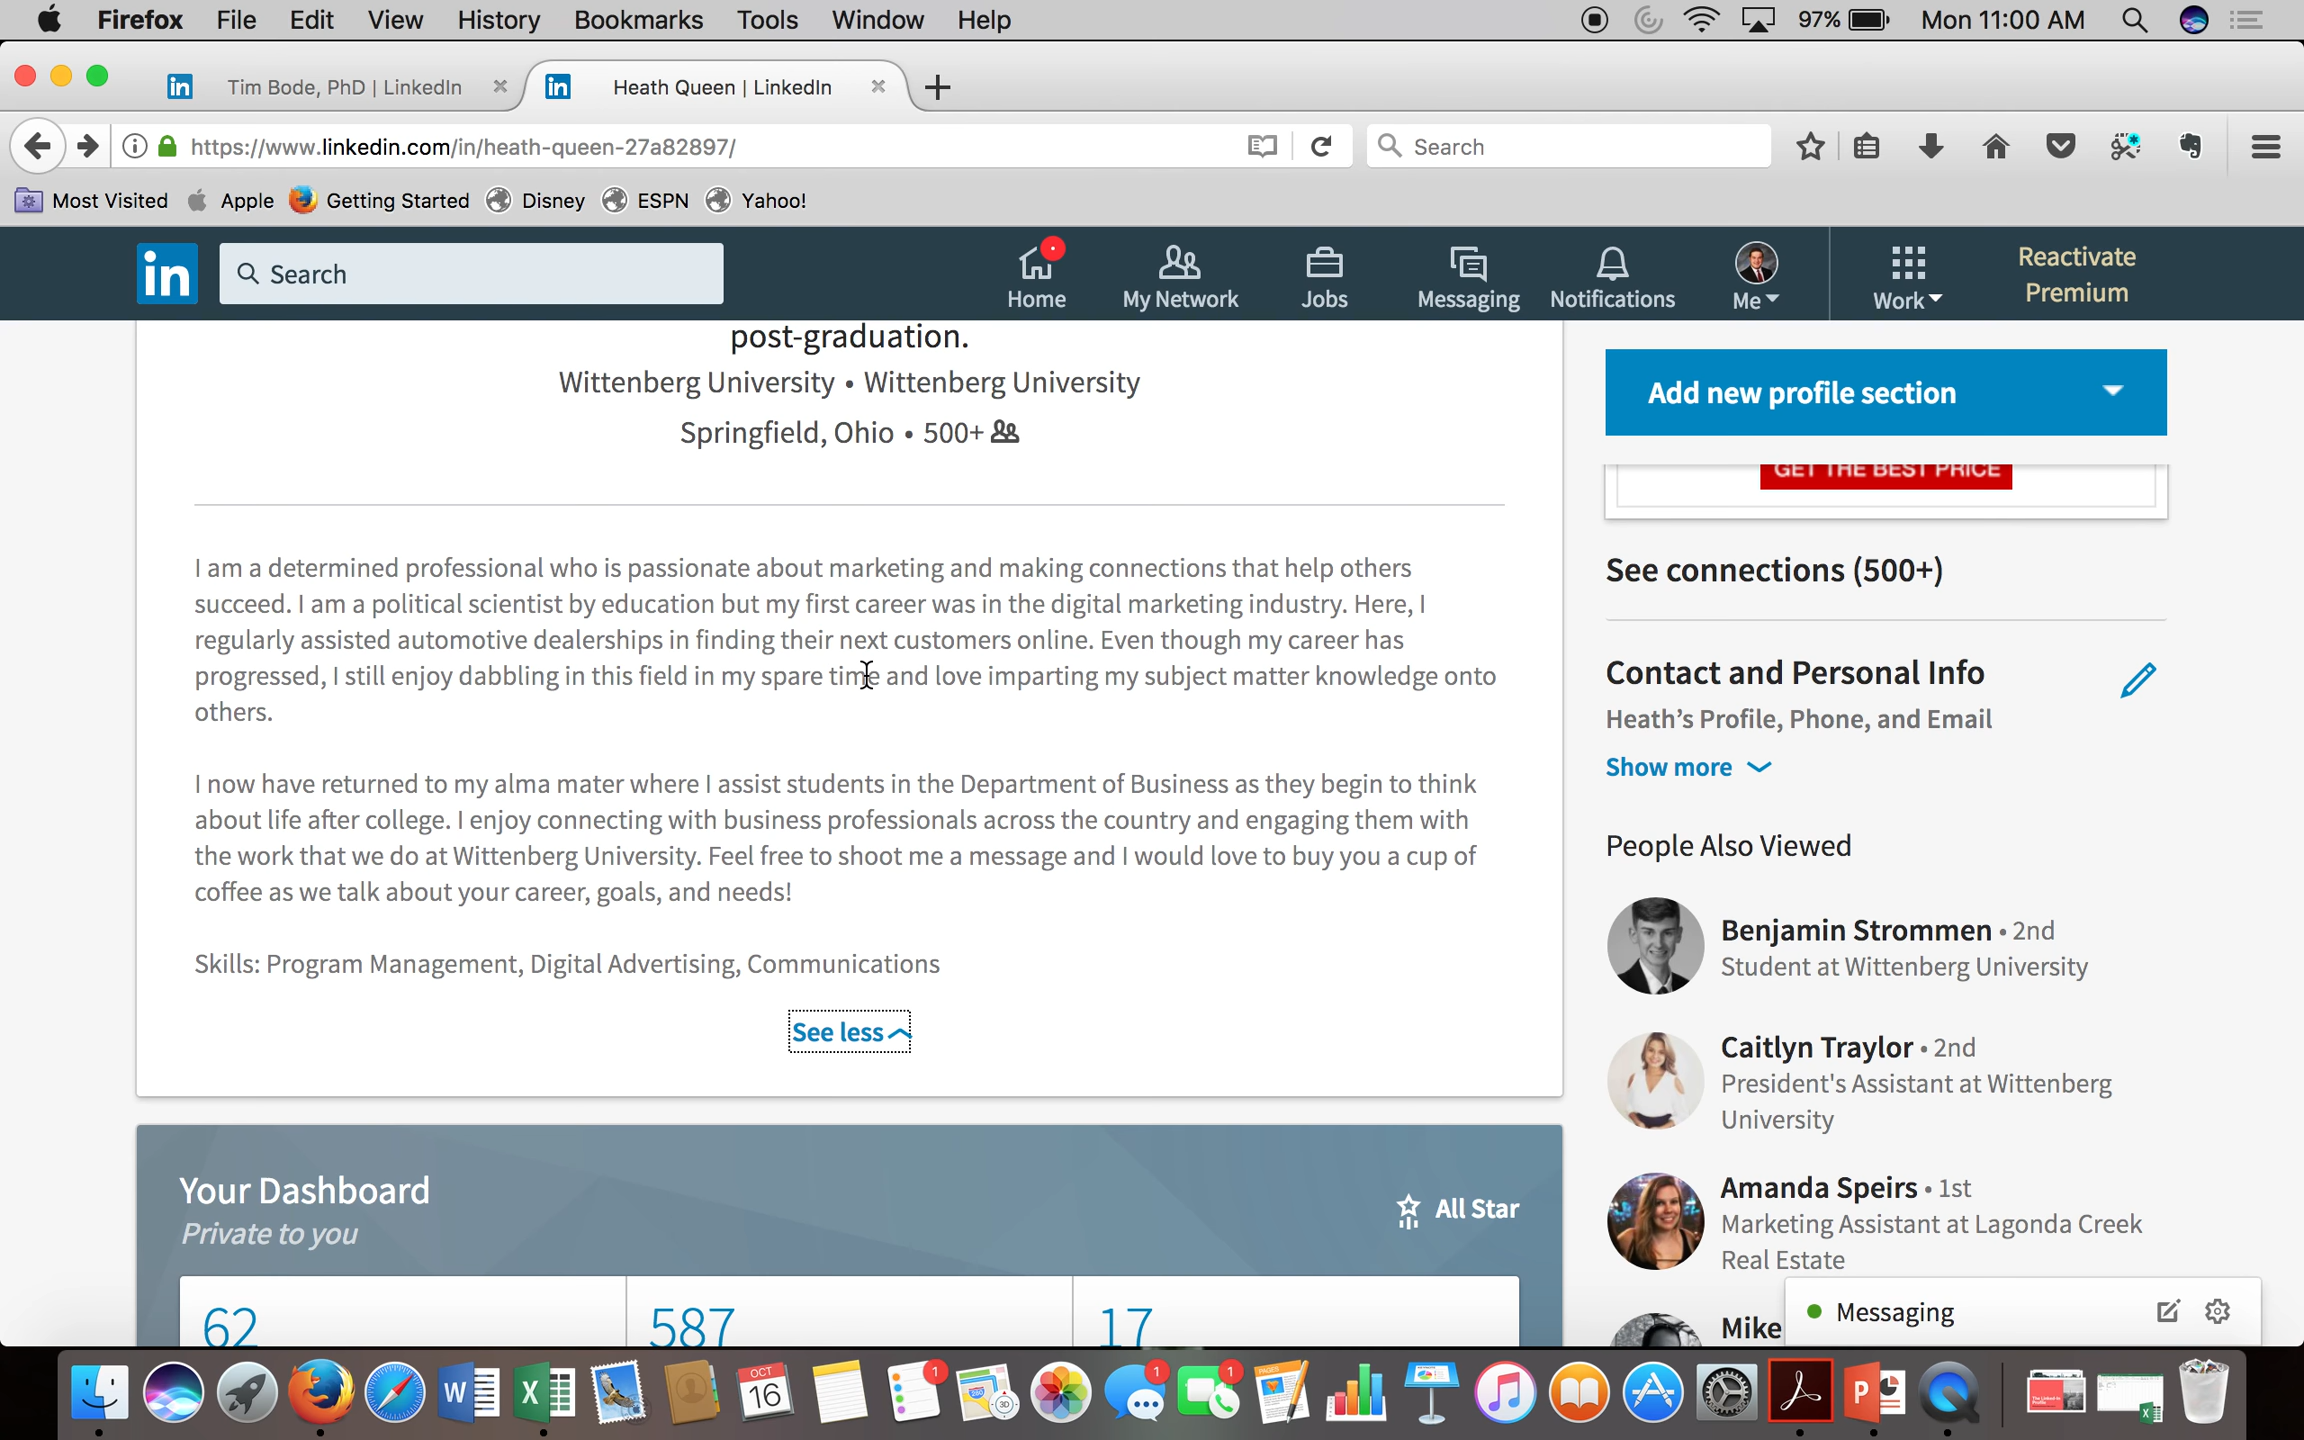 Firefox File Edit View History Bookmarks Tools Window Help 97% Mon 11:00 AM
in Tim Bode, PhD | LinkedIn in Heath Queen | LinkedIn
https://www.linkedin.com/in/heath-queen-27a82897/ Search
Most Visited Apple Getting Started Disney ESPN Yahoo!
in Search Home My Network Jobs Messaging Notifications Me Work Reactivate
Premium
post-graduation.
Wittenberg University • Wittenberg University
Springfield, Ohio • 500+
I am a determined professional who is passionate about marketing and making connections that help others
succeed. I am a political scientist by education but my first career was in the digital marketing industry. Here, I
regularly assisted automotive dealerships in finding their next customers online. Even though my career has
progressed, I still enjoy dabbling in this field in my spare time and love imparting my subject matter knowledge onto
others.
I now have returned to my alma mater where I assist students in the Department of Business as they begin to think
about life after college. I enjoy connecting with business professionals across the country and engaging them with
the work that we do at Wittenberg University. Feel free to shoot me a message and I would love to buy you a cup of
coffee as we talk about your career, goals, and needs!
Skills: Program Management, Digital Advertising, Communications
See less
Your Dashboard
Private to you
All Star
62 587 17
Add new profile section
GET THE BEST PRICE
See connections (500+)
Contact and Personal Info
Heath's Profile, Phone, and Email
Show more
People Also Viewed
Benjamin Strommen • 2nd
Student at Wittenberg University
Caitlyn Traylor • 2nd
President's Assistant at Wittenberg
University
Amanda Speirs • 1st
Marketing Assistant at Lagonda Creek
Real Estate
Mike
Messaging
W X OCT 16 1 1 1 PAGES P